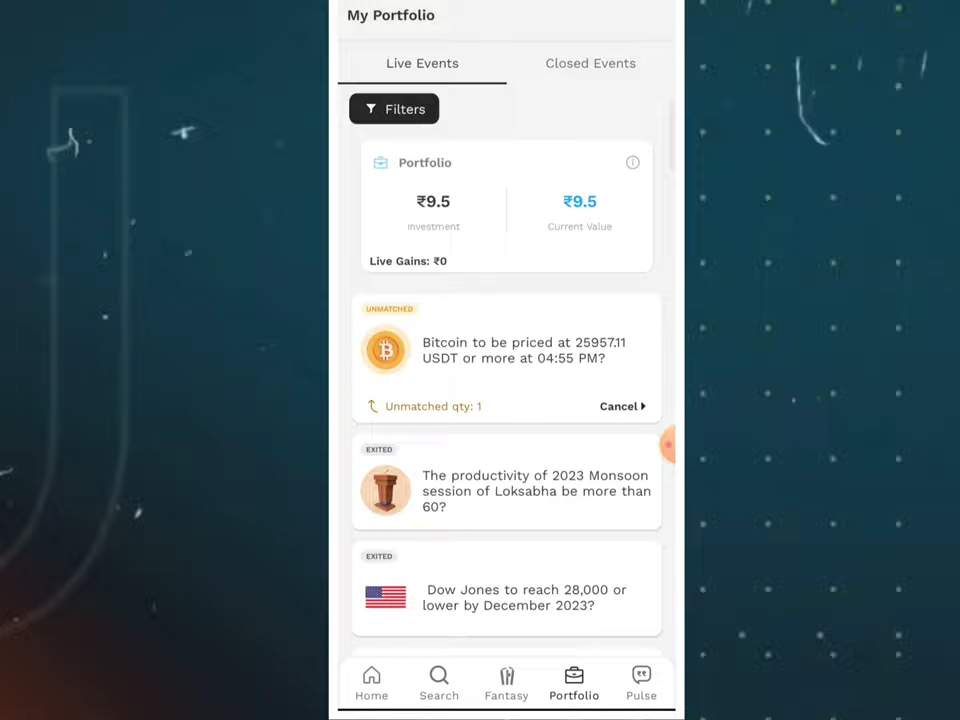 My Portfolio
Live Events
Closed Events
Filters
Portfolio
₹9.5
₹9.5
Investment
Current Value
Live Gains: ₹0
UNMATCHED
Bitcoin to be priced at 25957.11
USDT or more at 04:55 PM?
Unmatched qty: 1
Cancel
EXITED
The productivity of 2023 Monsoon
session of Loksabha be more than
60?
EXITED
Dow Jones to reach 28,000 or
lower by December 2023?
Home
Search
Fantasy
Portfolio
Pulse